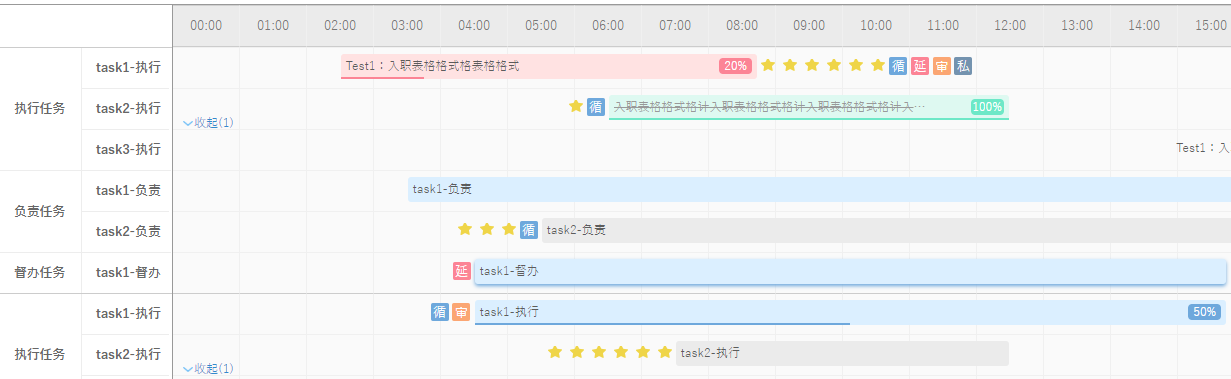 00:00 01:00 02:00 03:00 04:00 05:00 06:00 07:00 08:00 09:00 10:00 11:00 12:00 13:00 14:00 15:00
执行任务
task1-执行 Test1：入职表格格式格表格格式 20% 循 延 审 私
task2-执行 循 入职表格格式格计入职表格格式格计入职表格格式格计入… 100%
收起(1)
task3-执行 Test1：入
负责任务
task1-负责 task1-负责
task2-负责 循 task2-负责
督办任务 task1-督办 延 task1-督办
执行任务
task1-执行 循 审 task1-执行 50%
task2-执行 task2-执行
收起(1)